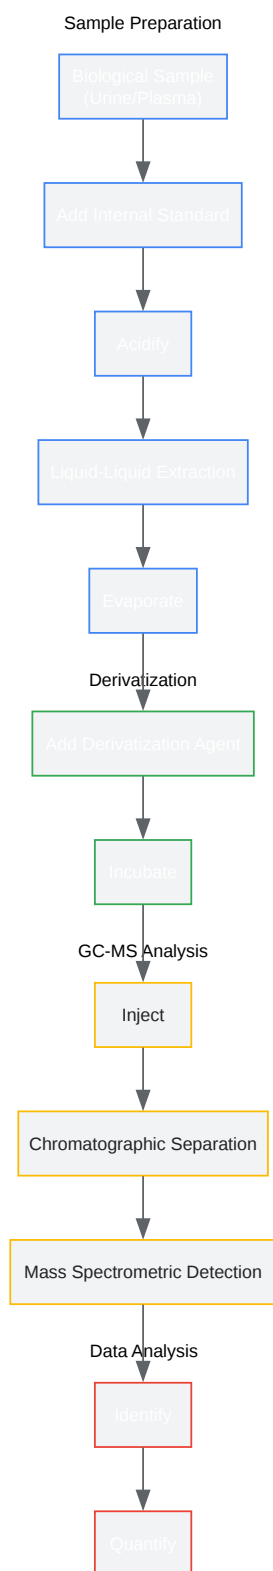 Sample Preparation
Biological Sample
(Urine/Plasma)
Add Internal Standard
Acidify
Liquid-Liquid Extraction
Evaporate
Derivatization
Add Derivatization Agent
Incubate
GC-MS Analysis
Inject
Chromatographic Separation
Mass Spectrometric Detection
Data Analysis
Identify
Quantify